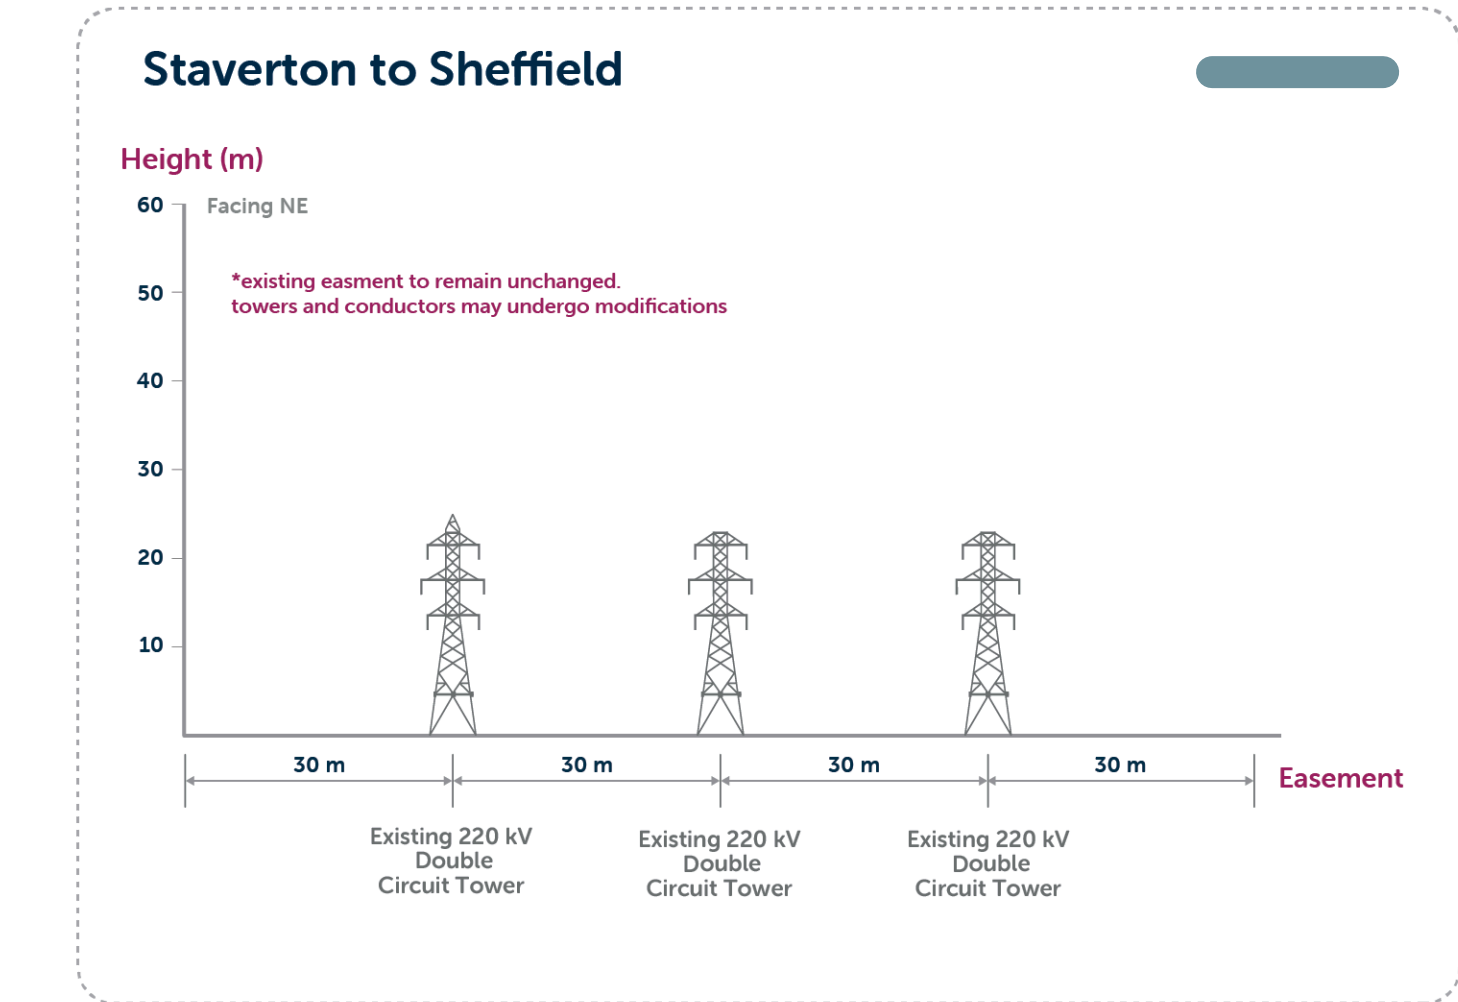 Staverton to Sheffield
Height (m)
60
Facing NE
*existing easment to remain unchanged.
50
towers and conductors may undergo modifications
40
30
20
10
30 m
30 m
30 m
30 m
Easement
Existing 220 kV
Double
Circuit Tower
Existing 220 kV
Double
Circuit Tower
Existing 220 kV
Double
Circuit Tower